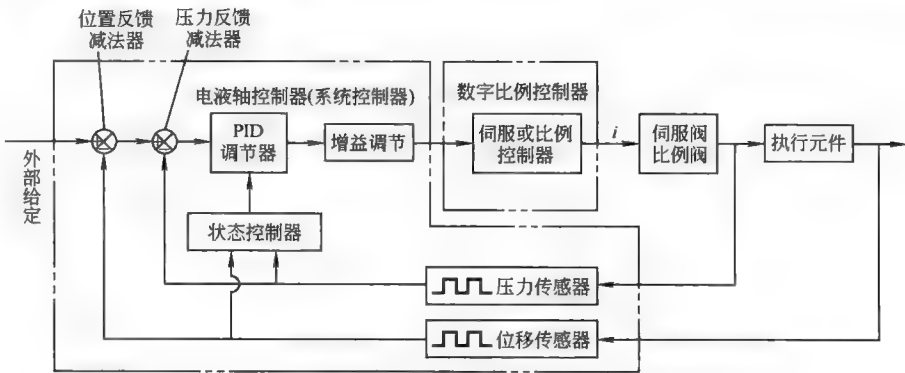 位置反馈
减法器
压力反馈
减法器
电液轴控制器(系统控制器)
数字比例控制器
PID
调节器
增益调节
伺服或比例
控制器
i
伺服阀
比例阀
执行元件
外部给定
状态控制器
压力传感器
位移传感器